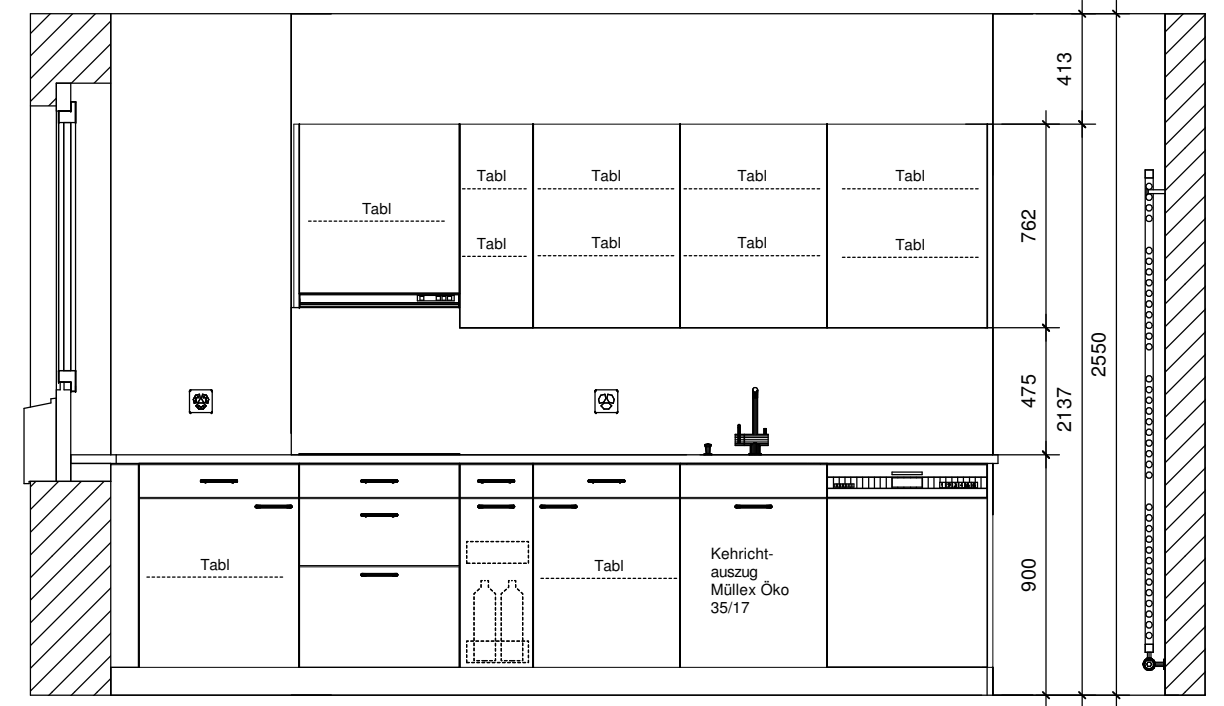 413
Tabl
Tabl
Tabl
Tabl
Tabl
762
Tabl
Tabl
Tabl
Tabl
2550
475
2137
Tabl
Tabl
Kehricht-
auszug
Müllex Öko
35/17
900